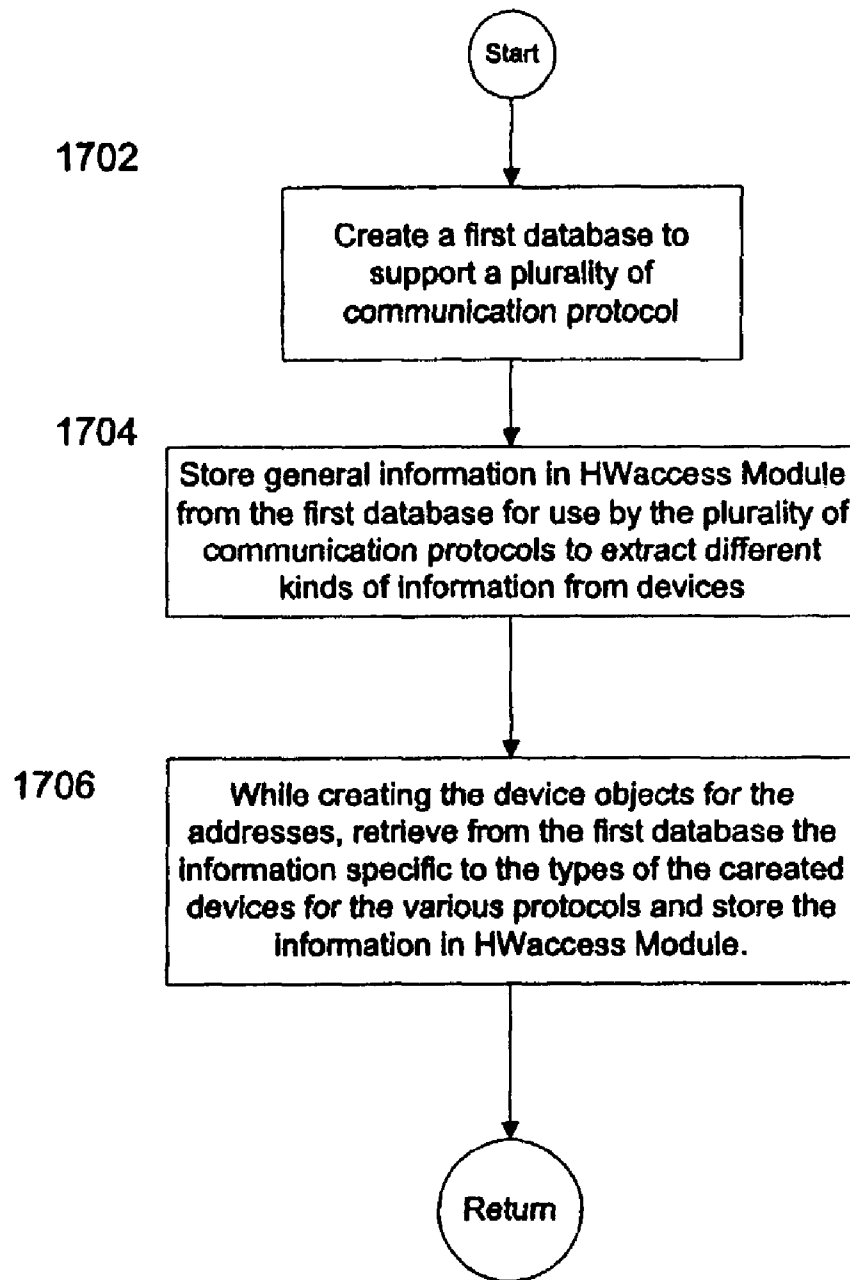 Start
1702
Create a first database to
support a plurality of
communication protocol
1704
Store general information in HWaccess Module
from the first database for use by the plurality of
communication protocols to extract different
kinds of information from devices
1706
While creating the device objects for the
addresses, retrieve from the first database the
information specific to the types of the careated
devices for the various protocols and store the
information in HWaccess Module.
Return